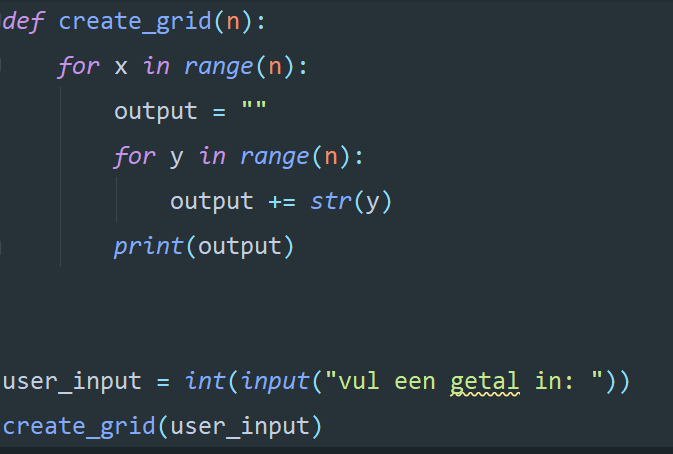 def create_grid(n):
    for x in range(n):
        output = ""
        for y in range(n):
            output += str(y)
        print(output)
user_input = int(input("vul een getal in: "))
create_grid(user_input)